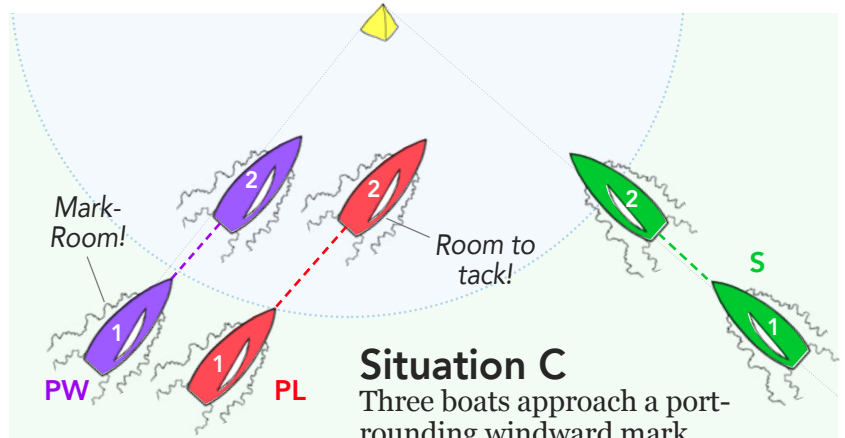 Mark-
Room!
2
2
Room to
tack!
2
S
1
1
1
PW
PL
Situation C
Three boats approach a port-
rounding windward mark